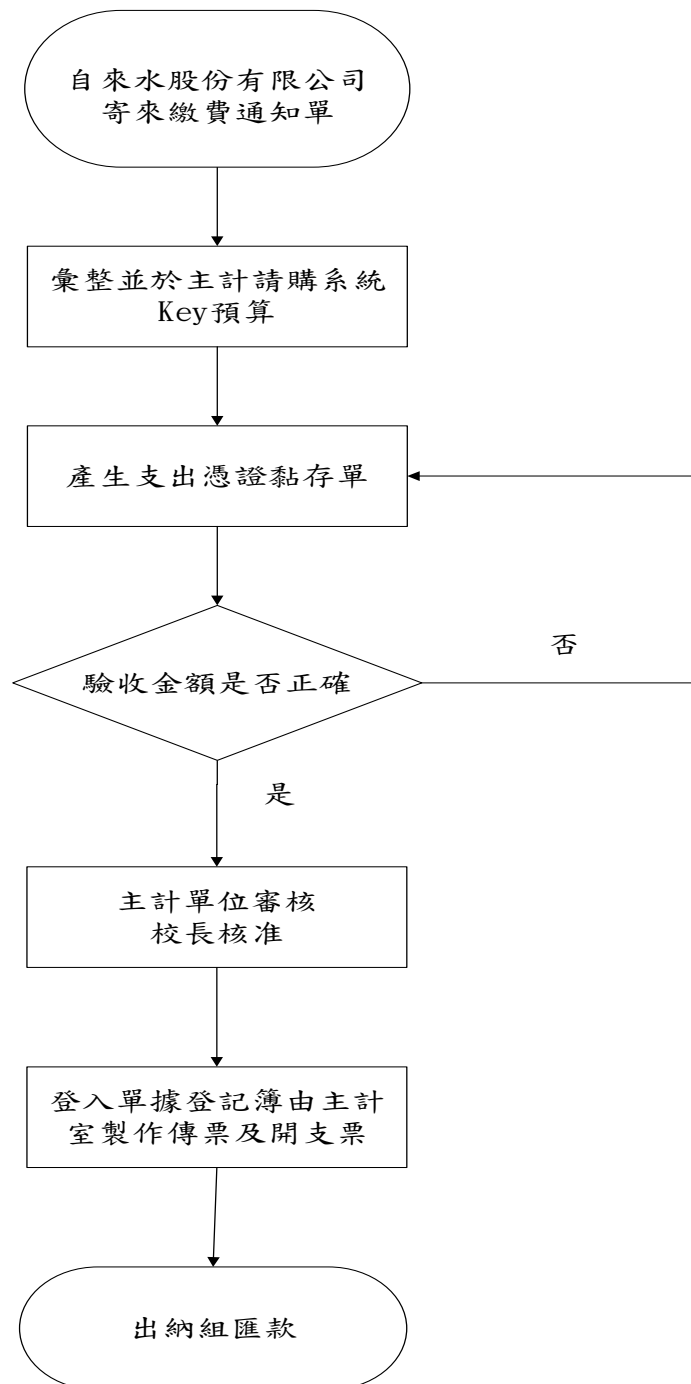 自來水股份有限公司
寄來繳費通知單
彙整並於主計請購系統
Key預算
產生支出憑證黏存單
驗收金額是否正確
否
是
主計單位審核
校長核准
登入單據登記簿由主計
室製作傳票及開支票
出納組匯款